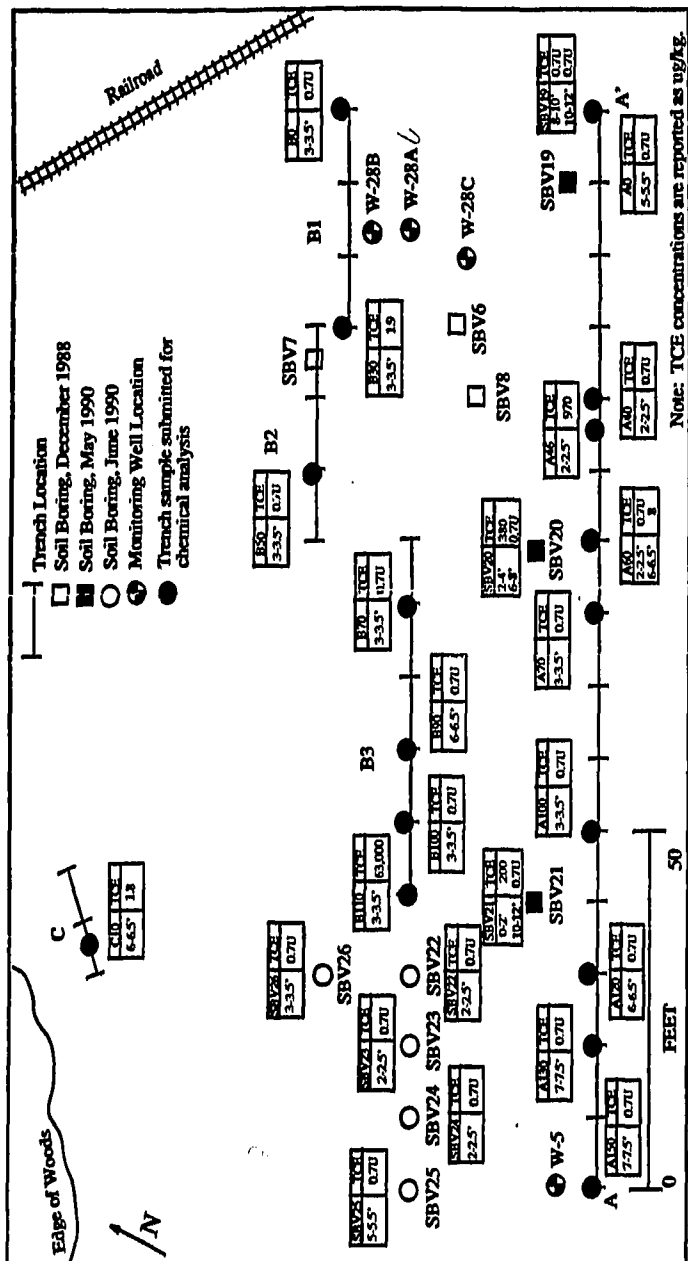 Edge of Woods
N
Railroad
Trench Location
Soil Boring, December 1988
Soil Boring, May 1990
Soil Boring, June 1990
Monitoring Well Location
Trench sample submitted for
chemical analysis
C
C10 TCE
6-6.5' 1.8
B80 TCE
3-3.5' 0.7U
B1
B2
SBV7
B50 TCE
3-3.5' 0.7U
B30 TCE
3-3.5' 1.9
W-28B
W-28A
W-28C
SBV26 TCE
3-3.5' 0.7U
SBV26
B3
B110 TCE
3-3.5' 63,000
B70 TCE
3-3.5' 0.7U
B100 TCE
3-3.5' 0.7U
B90 TCE
6-6.5' 0.7U
SBV25 TCE
5-5.5' 0.7U
SBV23 TCE
2-2.5' 0.7U
SBV25
SBV24
SBV23
SBV22
SBV24 TCE
2-2.5' 0.7U
SBV22 TCE
2-2.5' 0.7U
SBV6
SBV8
SBV21 TCE
0-2' 200
10-12' 0.7U
SBV21
SBV20 TCE
2-4' 380
6-8' 0.7U
SBV20
SBV19 TCE
8-10' 0.7U
10-12' 0.7U
SBV19
W-5
A130 TCE
7-7.5' 0.7U
A100 TCE
3-3.5' 0.7U
A70 TCE
3-3.5' 0.7U
A46 TCE
2-2.5' 970
A
A'
A150 TCE
7-7.5' 0.7U
A120 TCE
6-6.5' 0.7U
A60 TCE
2-2.5' 0.7U
6-6.5' 8
A40 TCE
2-2.5' 0.7U
A0 TCE
5-5.5' 0.7U
0 FEET 50
Note: TCE concentrations are reported as ug/kg.